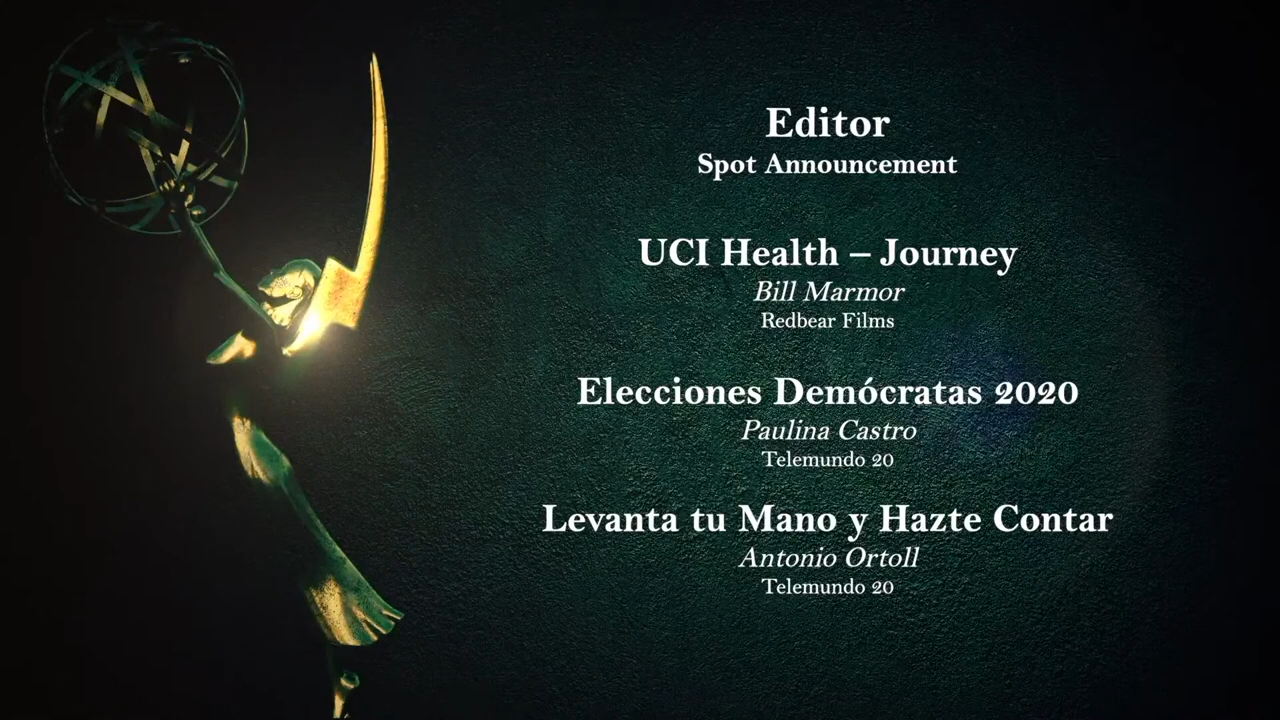 Editor
Spot Announcement
UCI Health – Journey
Bill Marmor
Redbear Films
Elecciones Demócratas 2020
Paulina Castro
Telemundo 20
Levanta tu Mano y Hazte Contar
Antonio Ortoll
Telemundo 20